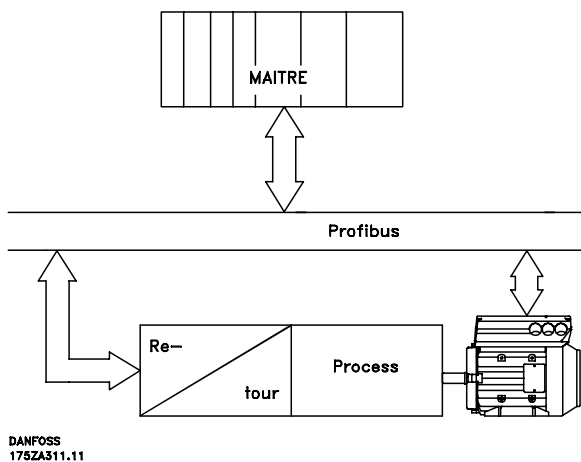 MAITRE
Profibus
Re-
tour
Process
DANFOSS
175ZA311.11